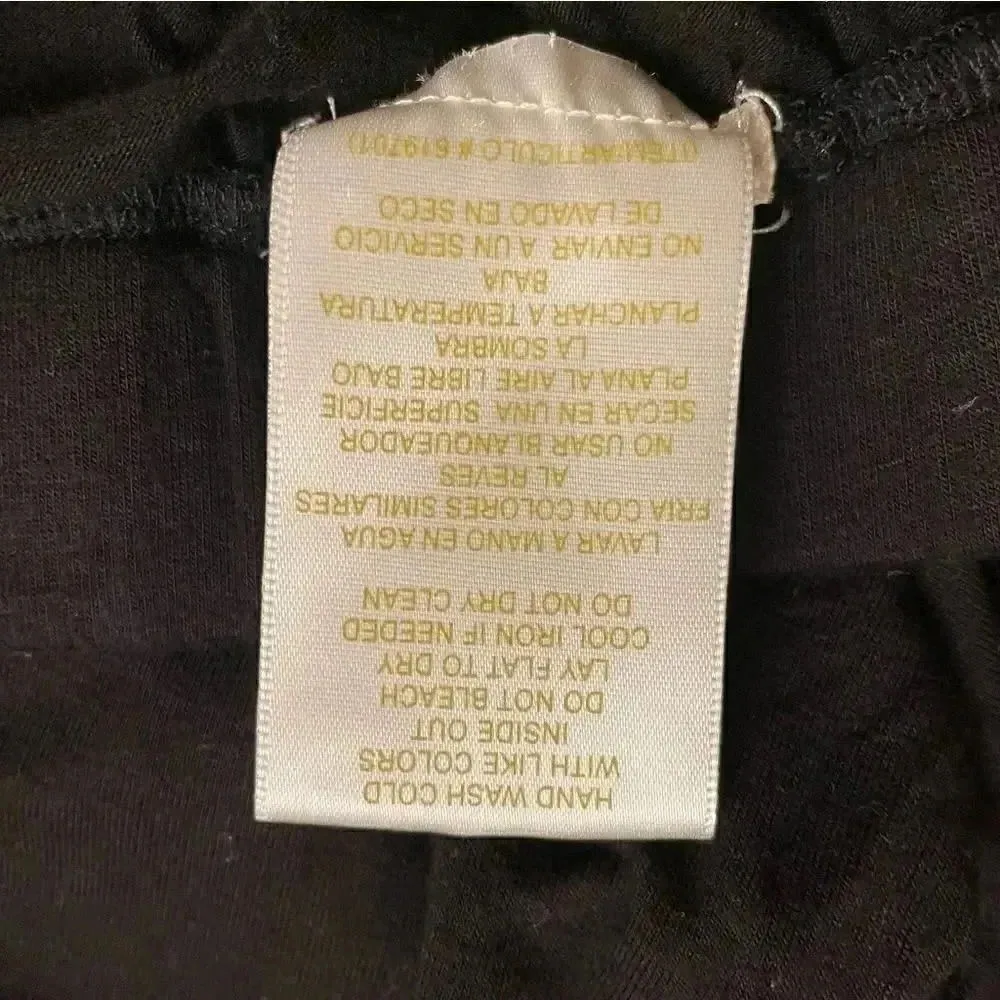 HAND WASH COLD
WITH LIKE COLORS
INSIDE OUT
DO NOT BLEACH
LAY FLAT TO DRY
COOL IRON IF NEEDED
DO NOT DRY CLEAN
LAVAR A MANO EN AGUA
FRIA CON COLORES SIMILARES
AL REVES
NO USAR BLANQUEADOR
SECAR EN UNA SUPERFICIE
PLANA AL AIRE LIBRE BAJO
LA SOMBRA
PLANCHAR A TEMPERATURA
BAJA
NO ENVIAR A UN SERVICIO
DE LAVADO EN SECO
(ITEM/ARTICULO # 619701)